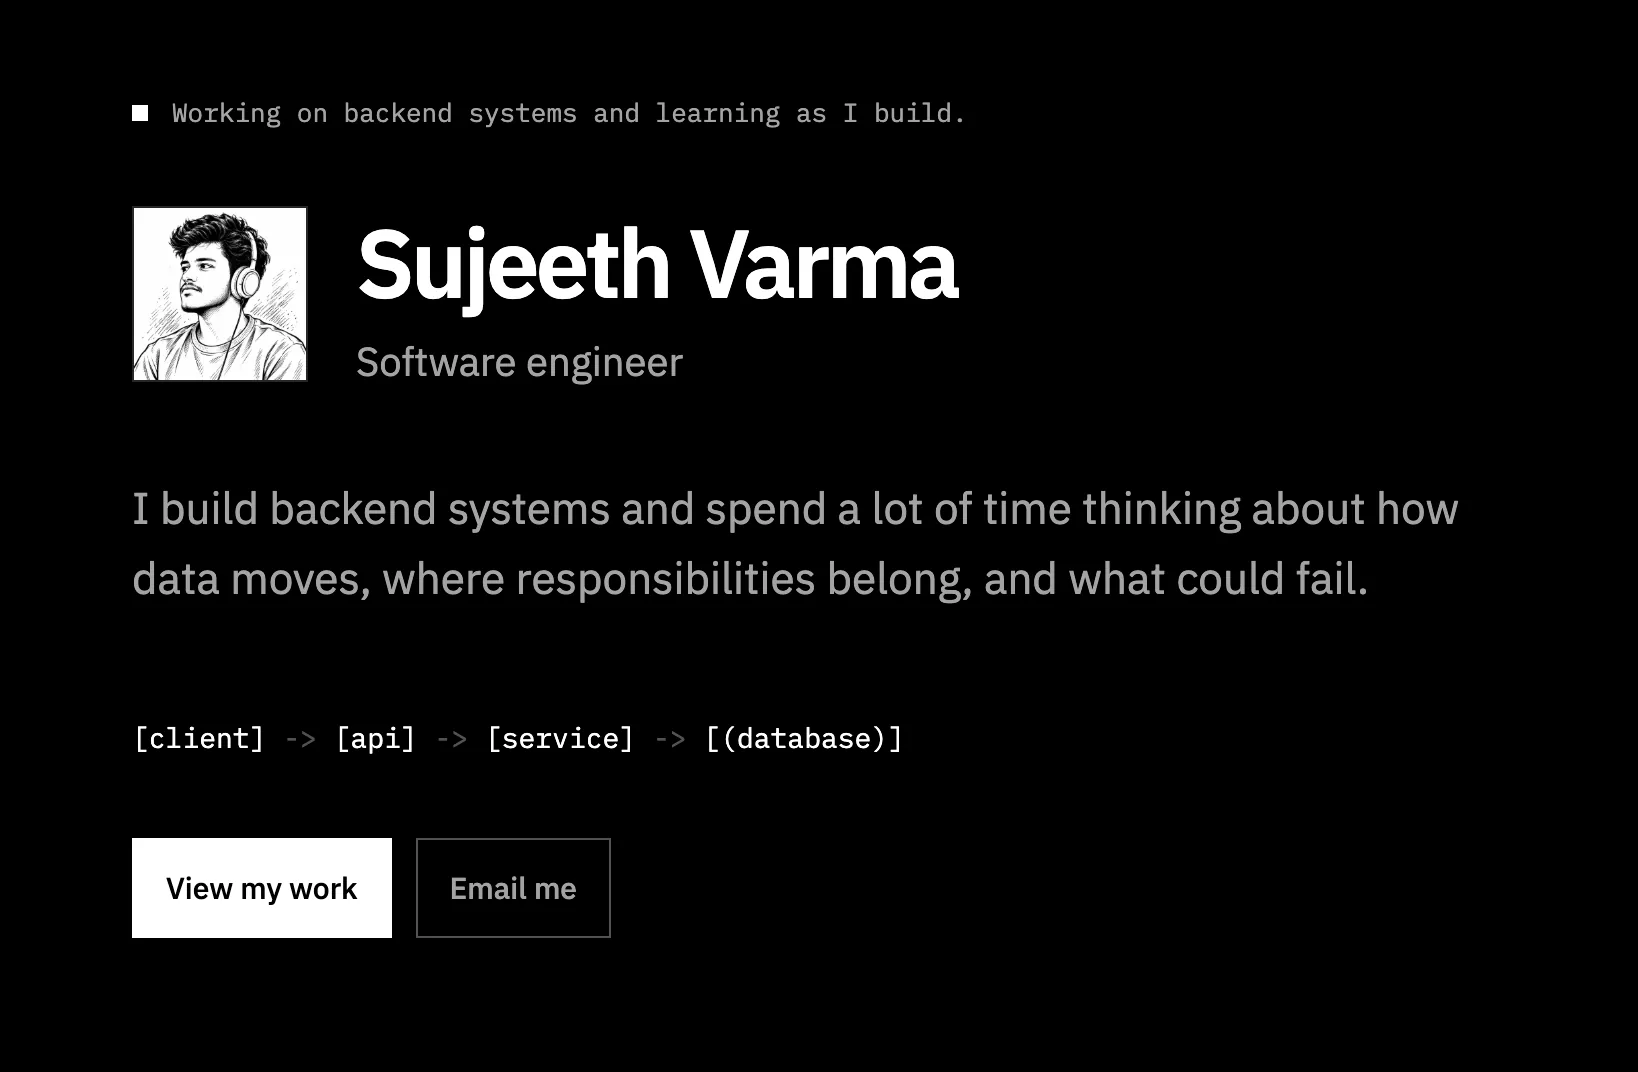 Working on backend systems and learning as I build.
Sujeeth Varma
Software engineer
I build backend systems and spend a lot of time thinking about how
data moves, where responsibilities belong, and what could fail.
[client] -> [api] -> [service] -> [(database)]
View my work
Email me